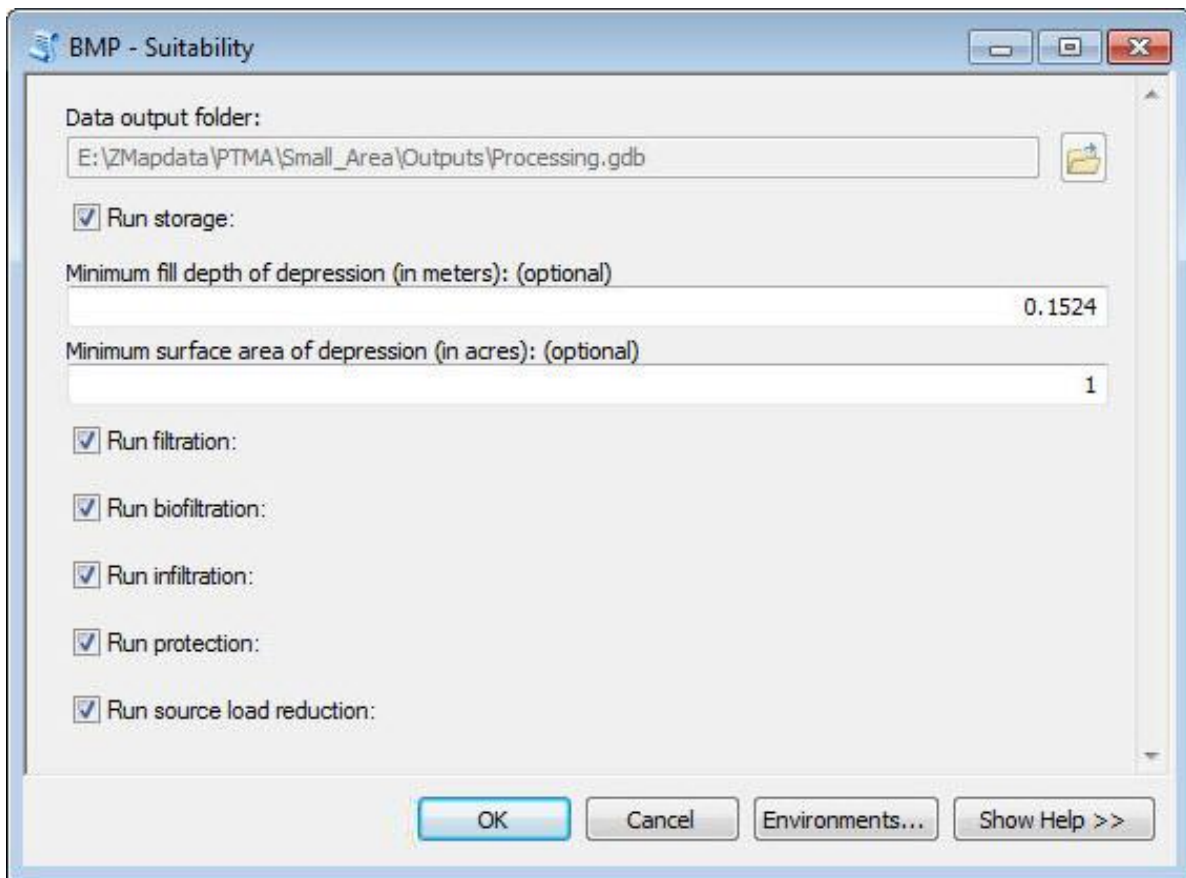 BMP - Suitability
Data output folder:
E:\ZMapdata\PTMA\Small_Area\Outputs\Processing.gdb
Run storage:
Minimum fill depth of depression (in meters): (optional)
0.1524
Minimum surface area of depression (in acres): (optional)
1
Run filtration:
Run biofiltration:
Run infiltration:
Run protection:
Run source load reduction:
OK Cancel Environments... Show Help >>